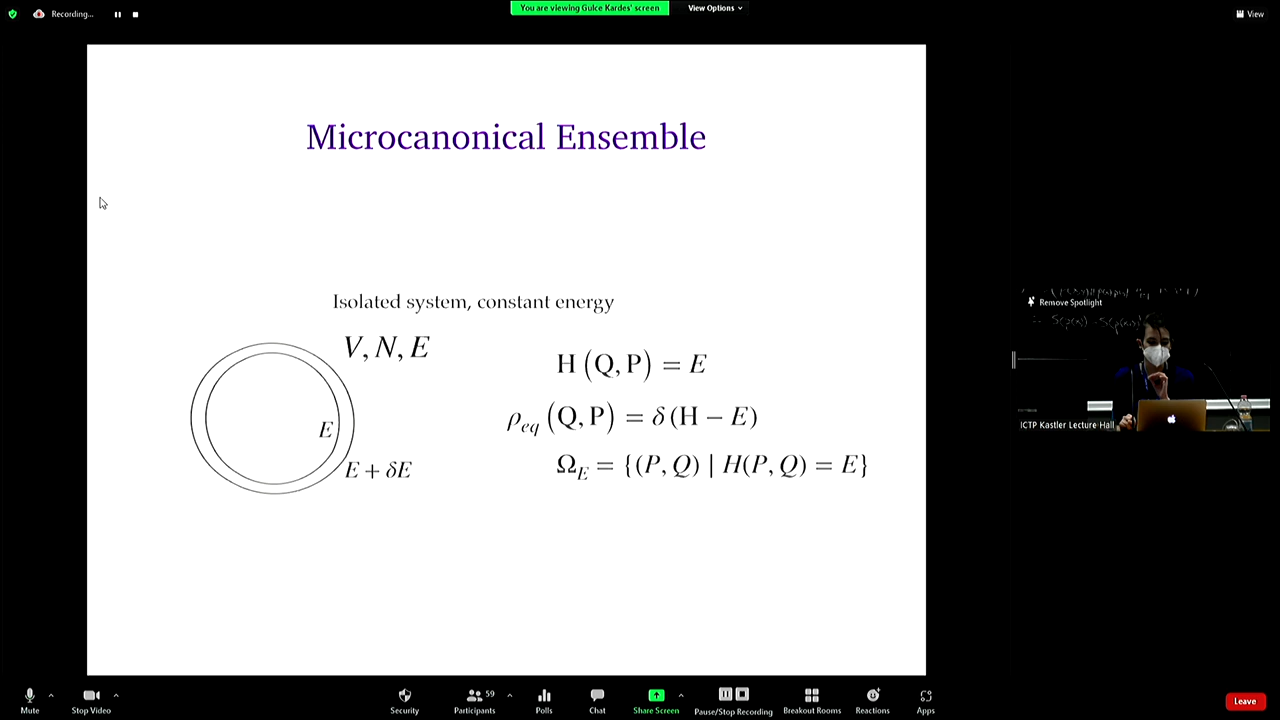 Recording...
You are viewing Gulce Kardes' screen
View Options
View
Microcanonical Ensemble
Isolated system, constant energy
V, N, E
H (Q, P) = E
ρ_eq (Q, P) = δ (H − E)
E
E + δE
Ω_E = {(P, Q) | H(P, Q) = E}
Remove Spotlight
ICTP Kastler Lecture Hall
59
Mute
Stop Video
Security
Participants
Polls
Chat
Share Screen
Pause/Stop Recording
Breakout Rooms
Reactions
Apps
Leave